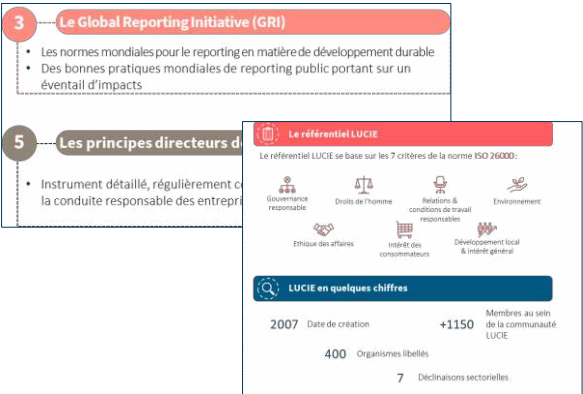 3
Le Global Reporting Initiative (GRI)
• Les normes mondiales pour le reporting en matière de développement durable
• Des bonnes pratiques mondiales de reporting public portant sur un
éventail d'impacts
5
Les principes directeurs d
• Instrument détaillé, régulièrement
la conduite responsable des
Le référentiel LUCIE
Le référentiel LUCIE se base sur les 7 critères de la norme ISO 26000 :
Gouvernance
responsable
Droits de l'homme
Relations &
conditions de travail
responsables
Environnement
Ethique des affaires
Intérêt des
consommateurs
Développement local
& intérêt général
LUCIE en quelques chiffres
2007 Date de création
+1150 Membres au sein
de la communauté
LUCIE
400 Organismes libellés
7 Déclinaisons sectorielles